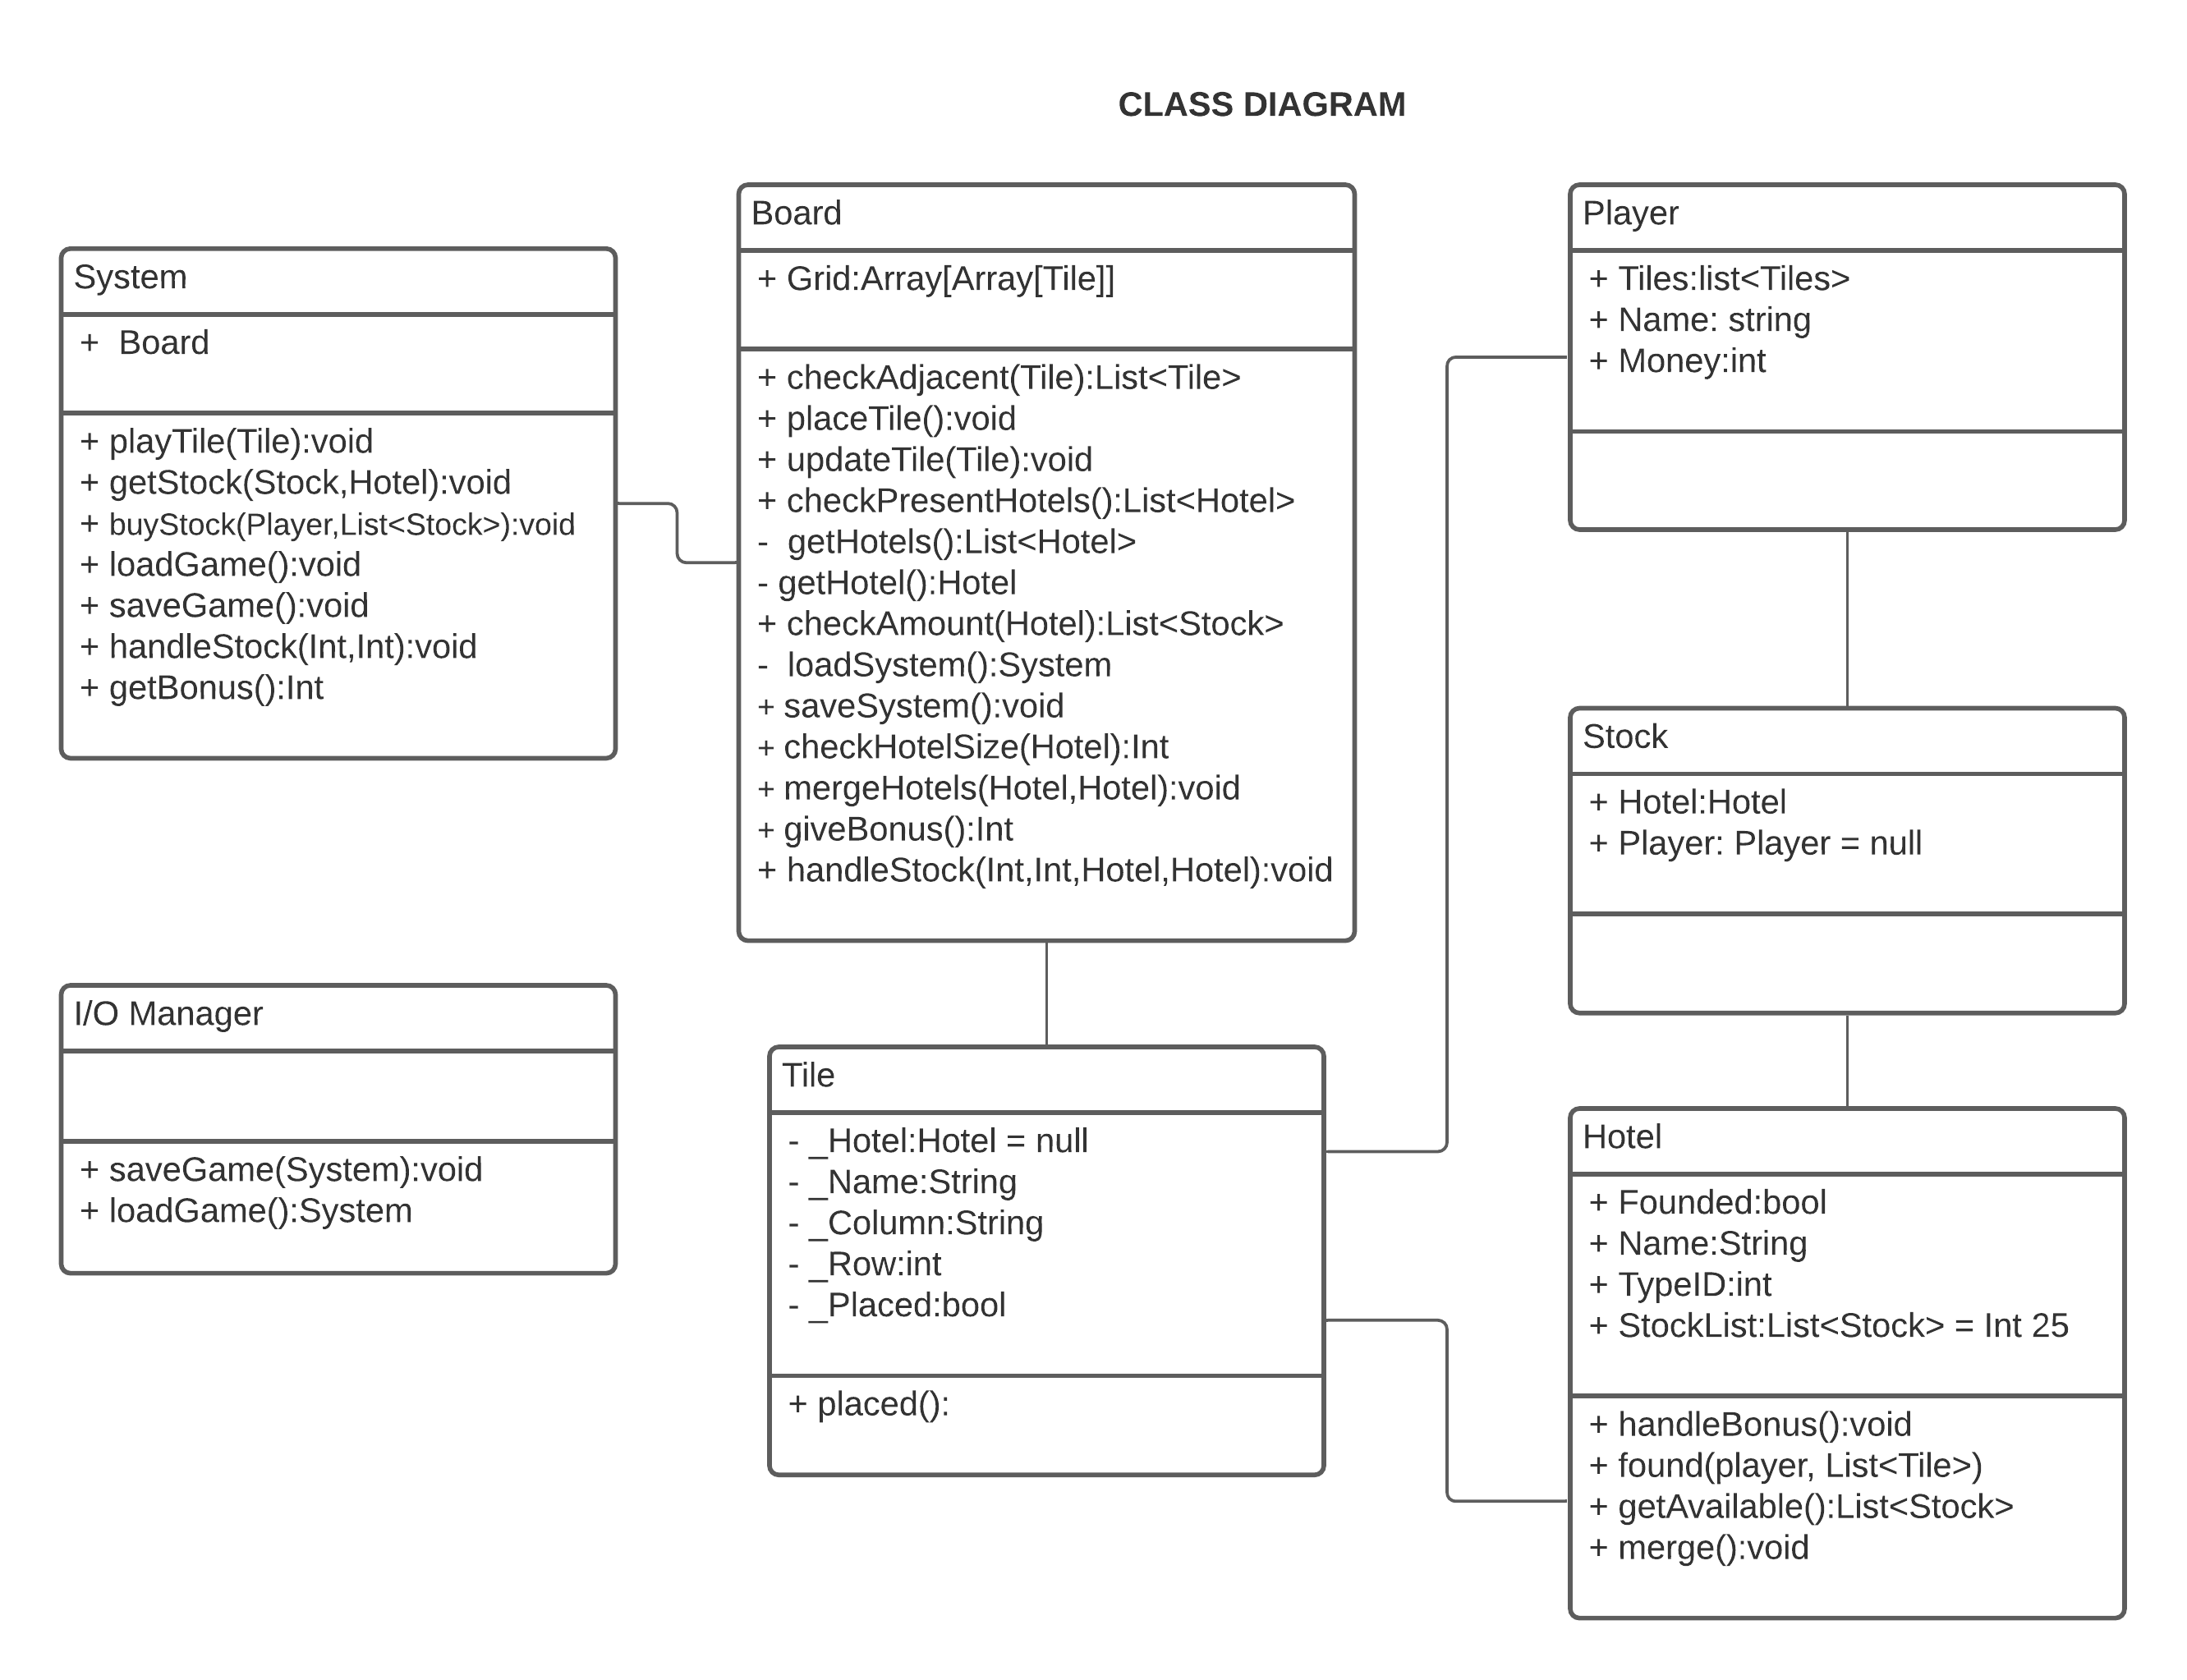 CLASS DIAGRAM
System
+  Board
+ playTile(Tile):void
+ getStock(Stock,Hotel):void
+ buyStock(Player,List<Stock>):void
+ loadGame():void
+ saveGame():void
+ handleStock(Int,Int):void
+ getBonus():Int
I/O Manager
+ saveGame(System):void
+ loadGame():System
Board
+ Grid:Array[Array[Tile]]
+ checkAdjacent(Tile):List<Tile>
+ placeTile():void
+ updateTile(Tile):void
+ checkPresentHotels():List<Hotel>
-  getHotels():List<Hotel>
- getHotel():Hotel
+ checkAmount(Hotel):List<Stock>
-  loadSystem():System
+ saveSystem():void
+ checkHotelSize(Hotel):Int
+ mergeHotels(Hotel,Hotel):void
+ giveBonus():Int
+ handleStock(Int,Int,Hotel,Hotel):void
Tile
- _Hotel:Hotel = null
- _Name:String
- _Column:String
- _Row:int
- _Placed:bool
+ placed():
Player
+ Tiles:list<Tiles>
+ Name: string
+ Money:int
Stock
+ Hotel:Hotel
+ Player: Player = null
Hotel
+ Founded:bool
+ Name:String
+ TypeID:int
+ StockList:List<Stock> = Int 25
+ handleBonus():void
+ found(player, List<Tile>)
+ getAvailable():List<Stock>
+ merge():void